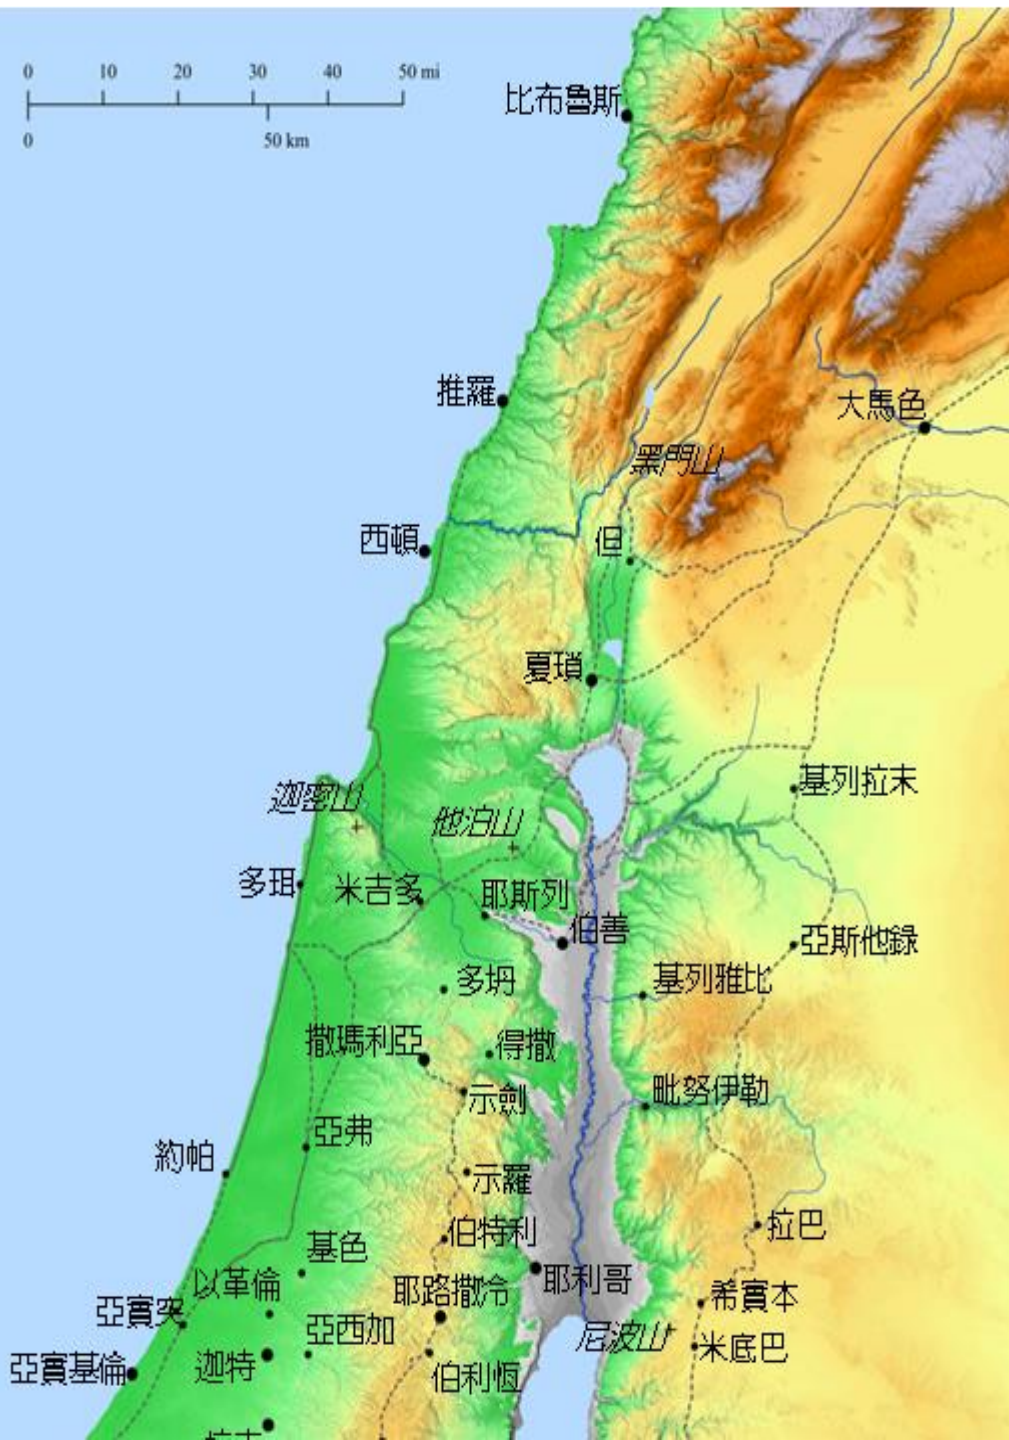 0 10 20 30 40 50 mi
0 50 km
比布魯斯
推羅
大馬色
黑門山
西頓
但
夏瑣
基列拉末
迦密山
他泊山
多珥
米吉多
耶斯列
伯善
亞斯他錄
多坍
基列雅比
撒瑪利亞
得撒
示劍
毗努伊勒
亞弗
約帕
示羅
伯特利
拉巴
基色
以革倫
耶路撒冷
耶利哥
希實本
亞實突
亞西加
尼波山
米底巴
亞實基倫
迦特
伯利恆